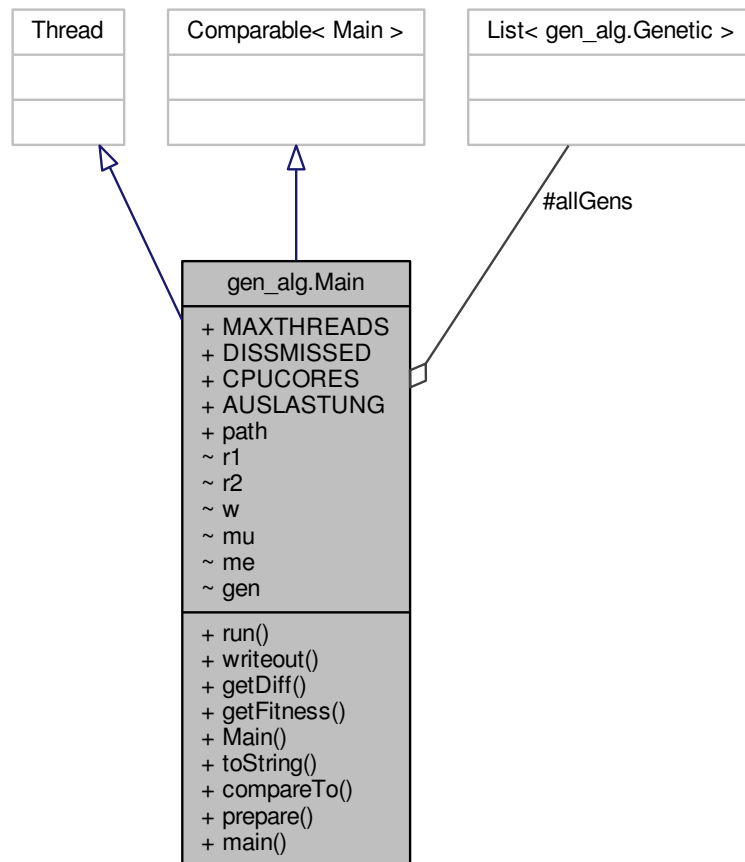 Thread
Comparable< Main >
List< gen_alg.Genetic >
#allGens
gen_alg.Main
+ MAXTHREADS
+ DISSMISSED
+ CPUCORES
+ AUSLASTUNG
+ path
~ r1
~ r2
~ w
~ mu
~ me
~ gen
+ run()
+ writeout()
+ getDiff()
+ getFitness()
+ Main()
+ toString()
+ compareTo()
+ prepare()
+ main()